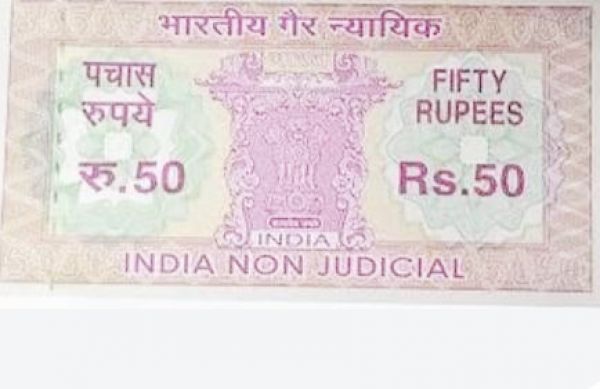 भारतीय गैर न्यायिक
पचास
रुपये
रु.50
FIFTY
RUPEES
Rs.50
INDIA
INDIA NON JUDICIAL